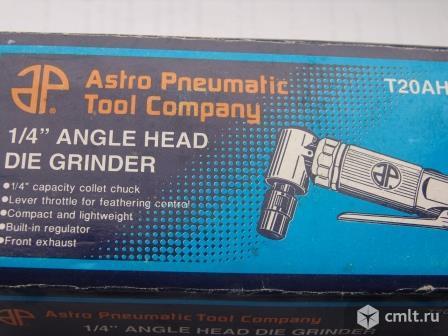 Astro Pneumatic
Tool Company
T20AH
1/4" ANGLE HEAD
DIE GRINDER
•1/4" capacity collet chuck
•Lever throttle for feathering control
•Compact and lightweight
•Built-in regulator
•Front exhaust
Astro Pneumatic Tool Company
1/4" ANGLE HEAD DIE GRINDER
cmlt.ru